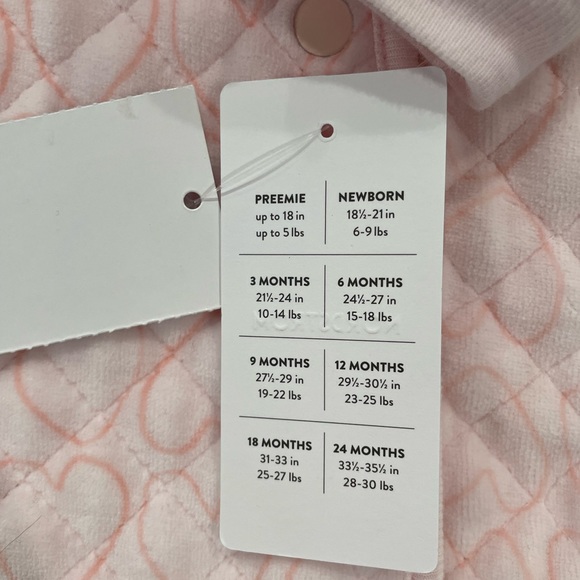 PREEMIE
up to 18 in
up to 5 lbs
NEWBORN
18½-21 in
6-9 lbs
3 MONTHS
21½-24 in
10-14 lbs
6 MONTHS
24½-27 in
15-18 lbs
9 MONTHS
27½-29 in
19-22 lbs
12 MONTHS
29½-30½ in
23-25 lbs
18 MONTHS
31-33 in
25-27 lbs
24 MONTHS
33½-35½ in
28-30 lbs